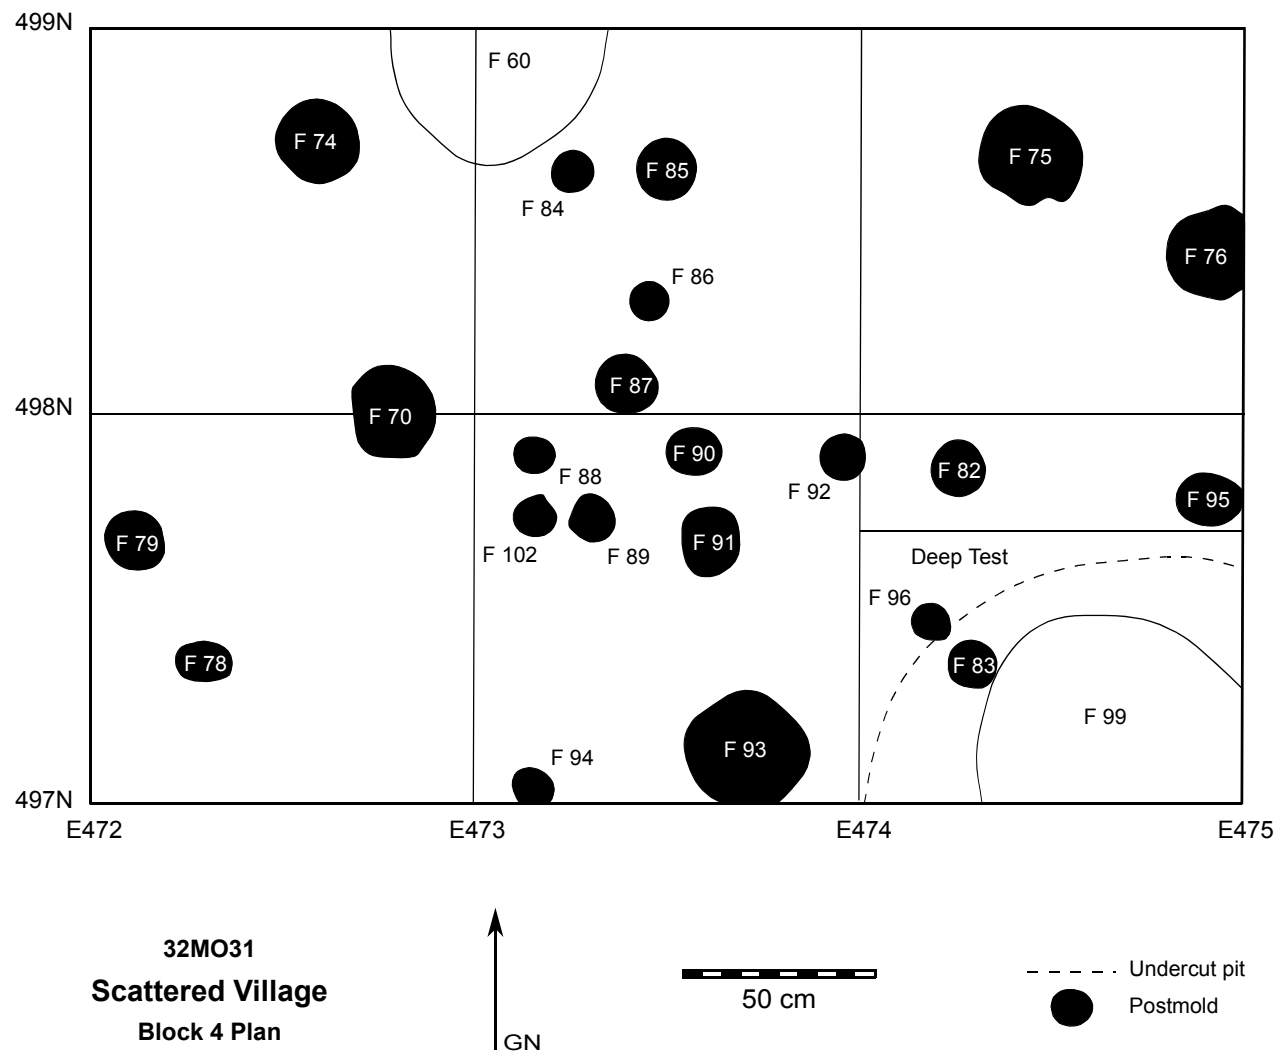 499N
F 60
F 74
F 75
F 85
F 84
F 76
F 86
F 87
498N
F 70
F 90
F 88
F 92
F 82
F 95
F 79
F 102
F 89
F 91
Deep Test
F 96
F 78
F 83
F 99
F 93
F 94
497N
E472
E473
E474
E475
32MO31
Scattered Village
Block 4 Plan
GN
50 cm
Undercut pit
Postmold